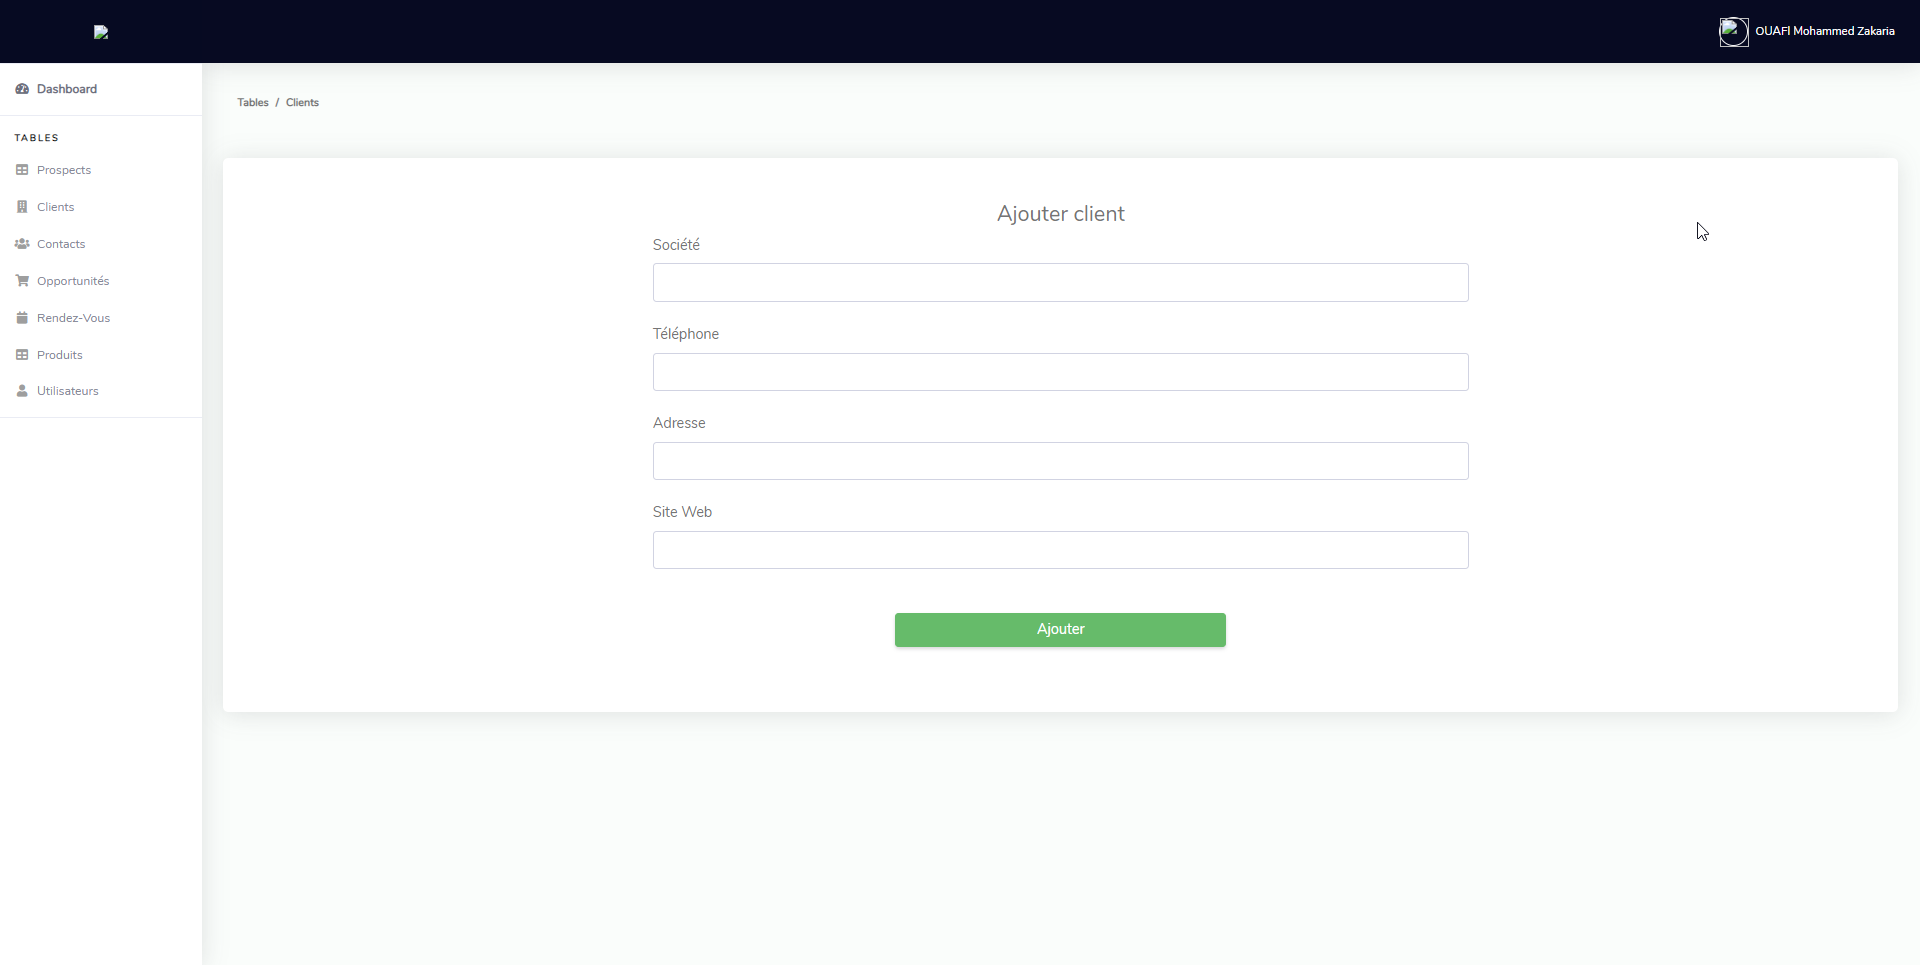 OUAFI Mohammed Zakaria
Dashboard
TABLES
Prospects
Clients
Contacts
Opportunités
Rendez-Vous
Produits
Utilisateurs
Tables / Clients
Ajouter client
Société
Téléphone
Adresse
Site Web
Ajouter